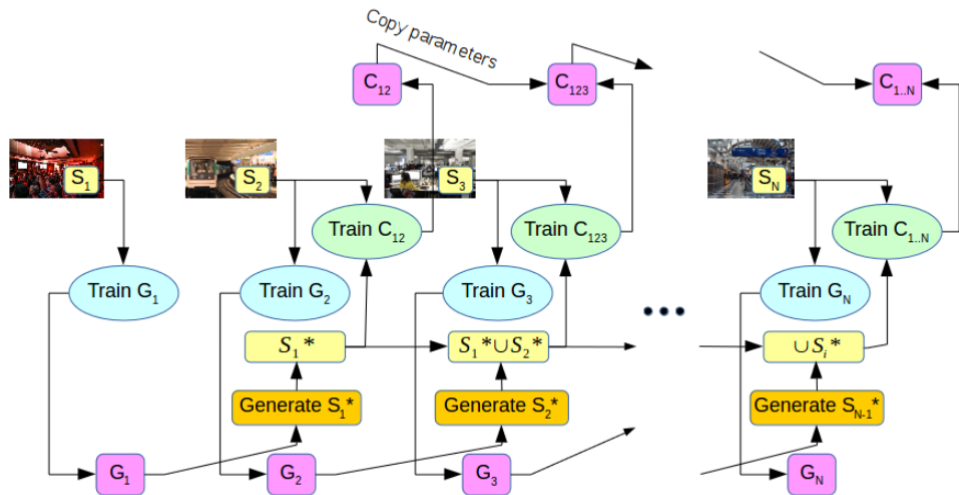 Copy parameters
C₁₂
C₁₂₃
C₁..ₙ
S₁
S₂
S₃
Sₙ
Train C₁₂
Train C₁₂₃
Train C₁..ₙ
Train G₁
Train G₂
Train G₃
Train Gₙ
S₁*
S₁*∪S₂*
∪Sᵢ*
Generate S₁*
Generate S₂*
Generate Sₙ₋₁*
G₁
G₂
G₃
Gₙ